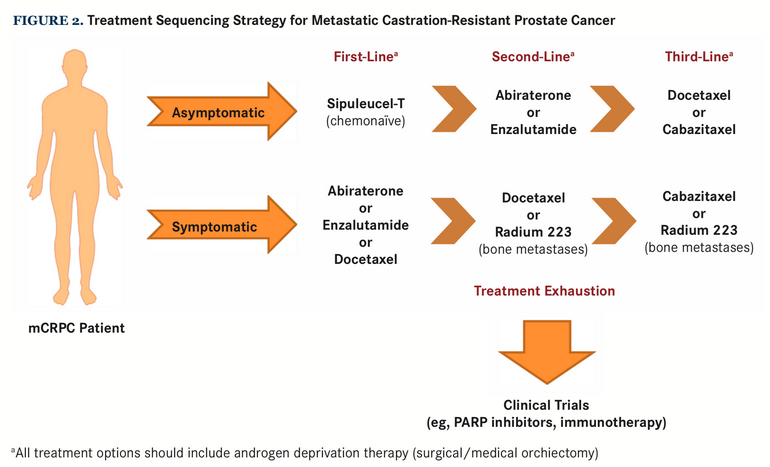 FIGURE 2. Treatment Sequencing Strategy for Metastatic Castration-Resistant Prostate Cancer
First-Lineᵃ
Second-Lineᵃ
Third-Lineᵃ
Asymptomatic
Sipuleucel-T
(chemonaïve)
Abiraterone
or
Enzalutamide
Docetaxel
or
Cabazitaxel
Symptomatic
Abiraterone
or
Enzalutamide
or
Docetaxel
Docetaxel
or
Radium 223
(bone metastases)
Cabazitaxel
or
Radium 223
(bone metastases)
mCRPC Patient
Treatment Exhaustion
Clinical Trials
(eg, PARP inhibitors, immunotherapy)
ᵃAll treatment options should include androgen deprivation therapy (surgical/medical orchiectomy)